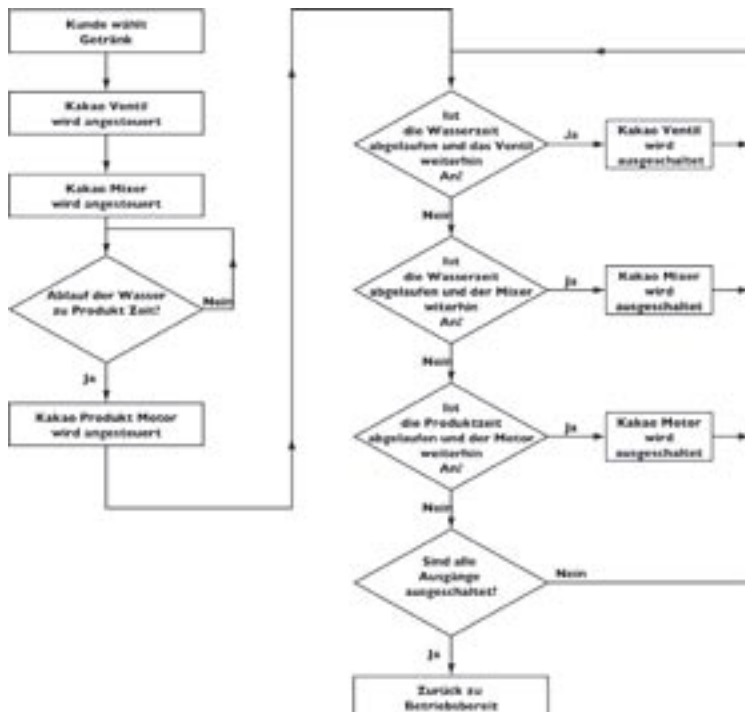 Kunde wählt
Getränk
Kakao Ventil
wird angesteuert
Kakao Mixer
wird angesteuert
Ablauf der Wasser
zu Produkt Zeit?
Nein
Ja
Kakao Produkt Motor
wird angesteuert
Ist
die Wasserzeit
abgelaufen und das Ventil
weiterhin
An?
Ja
Kakao Ventil
wird
ausgeschaltet
Nein
Ist
die Wasserzeit
abgelaufen und der Mixer
witerhin
An?
Ja
Kakao Mixer
wird
ausgeschaltet
Nein
Ist
die Produktzeit
abgelaufen und der Motor
weiterhin
An?
Ja
Kakao Motor
wird
ausgeschaltet
Nein
Sind alle
Ausgänge
ausgeschaltet?
Nein
Ja
Zurück zu
Betriebsbereit